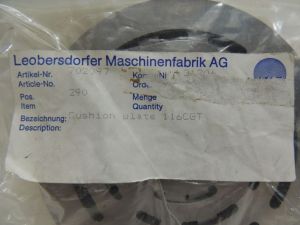 Leobersdorfer Maschinenfabrik AG
Artikel-Nr.
Article-No.
Pos. 290
Item
Menge
Quantity
Bezeichnung: Cushion plate 116CGT
Description: